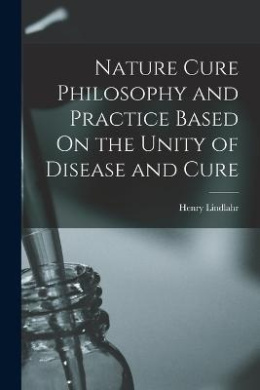 Nature Cure
Philosophy and
Practice Based
On the Unity of
Disease and Cure
Henry Lindlahr